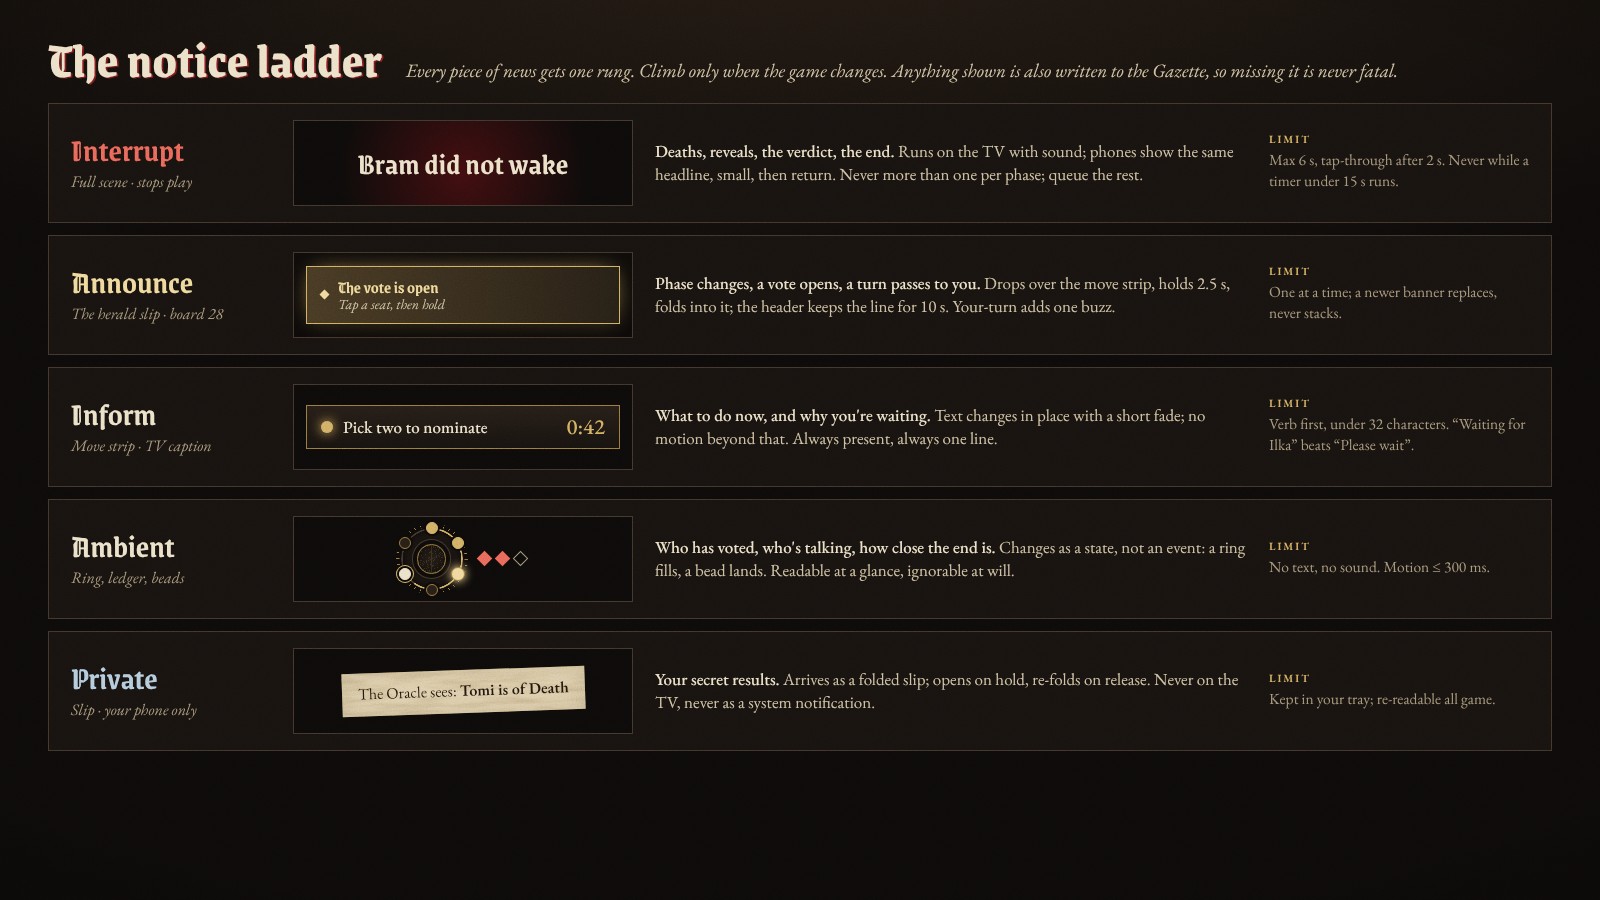 The notice ladder
Every piece of news gets one rung. Climb only when the game changes. Anything shown is also written to the Gazette, so missing it is never fatal.
Interrupt
Full scene · stops play
Bram did not wake
Deaths, reveals, the verdict, the end. Runs on the TV with sound; phones show the same
headline, small, then return. Never more than one per phase; queue the rest.
LIMIT
Max 6 s, tap-through after 2 s. Never while a
timer under 15 s runs.
Announce
The herald slip · board 28
The vote is open
Tap a seat, then hold
Phase changes, a vote opens, a turn passes to you. Drops over the move strip, holds 2.5 s,
folds into it; the header keeps the line for 10 s. Your-turn adds one buzz.
LIMIT
One at a time; a newer banner replaces,
never stacks.
Inform
Move strip · TV caption
Pick two to nominate 0:42
What to do now, and why you're waiting. Text changes in place with a short fade; no
motion beyond that. Always present, always one line.
LIMIT
Verb first, under 32 characters. “Waiting for
Ilka” beats “Please wait”.
Ambient
Ring, ledger, beads
Who has voted, who's talking, how close the end is. Changes as a state, not an event: a ring
fills, a bead lands. Readable at a glance, ignorable at will.
LIMIT
No text, no sound. Motion ≤ 300 ms.
Private
Slip · your phone only
The Oracle sees: Tomi is of Death
Your secret results. Arrives as a folded slip; opens on hold, re-folds on release. Never on the
TV, never as a system notification.
LIMIT
Kept in your tray; re-readable all game.